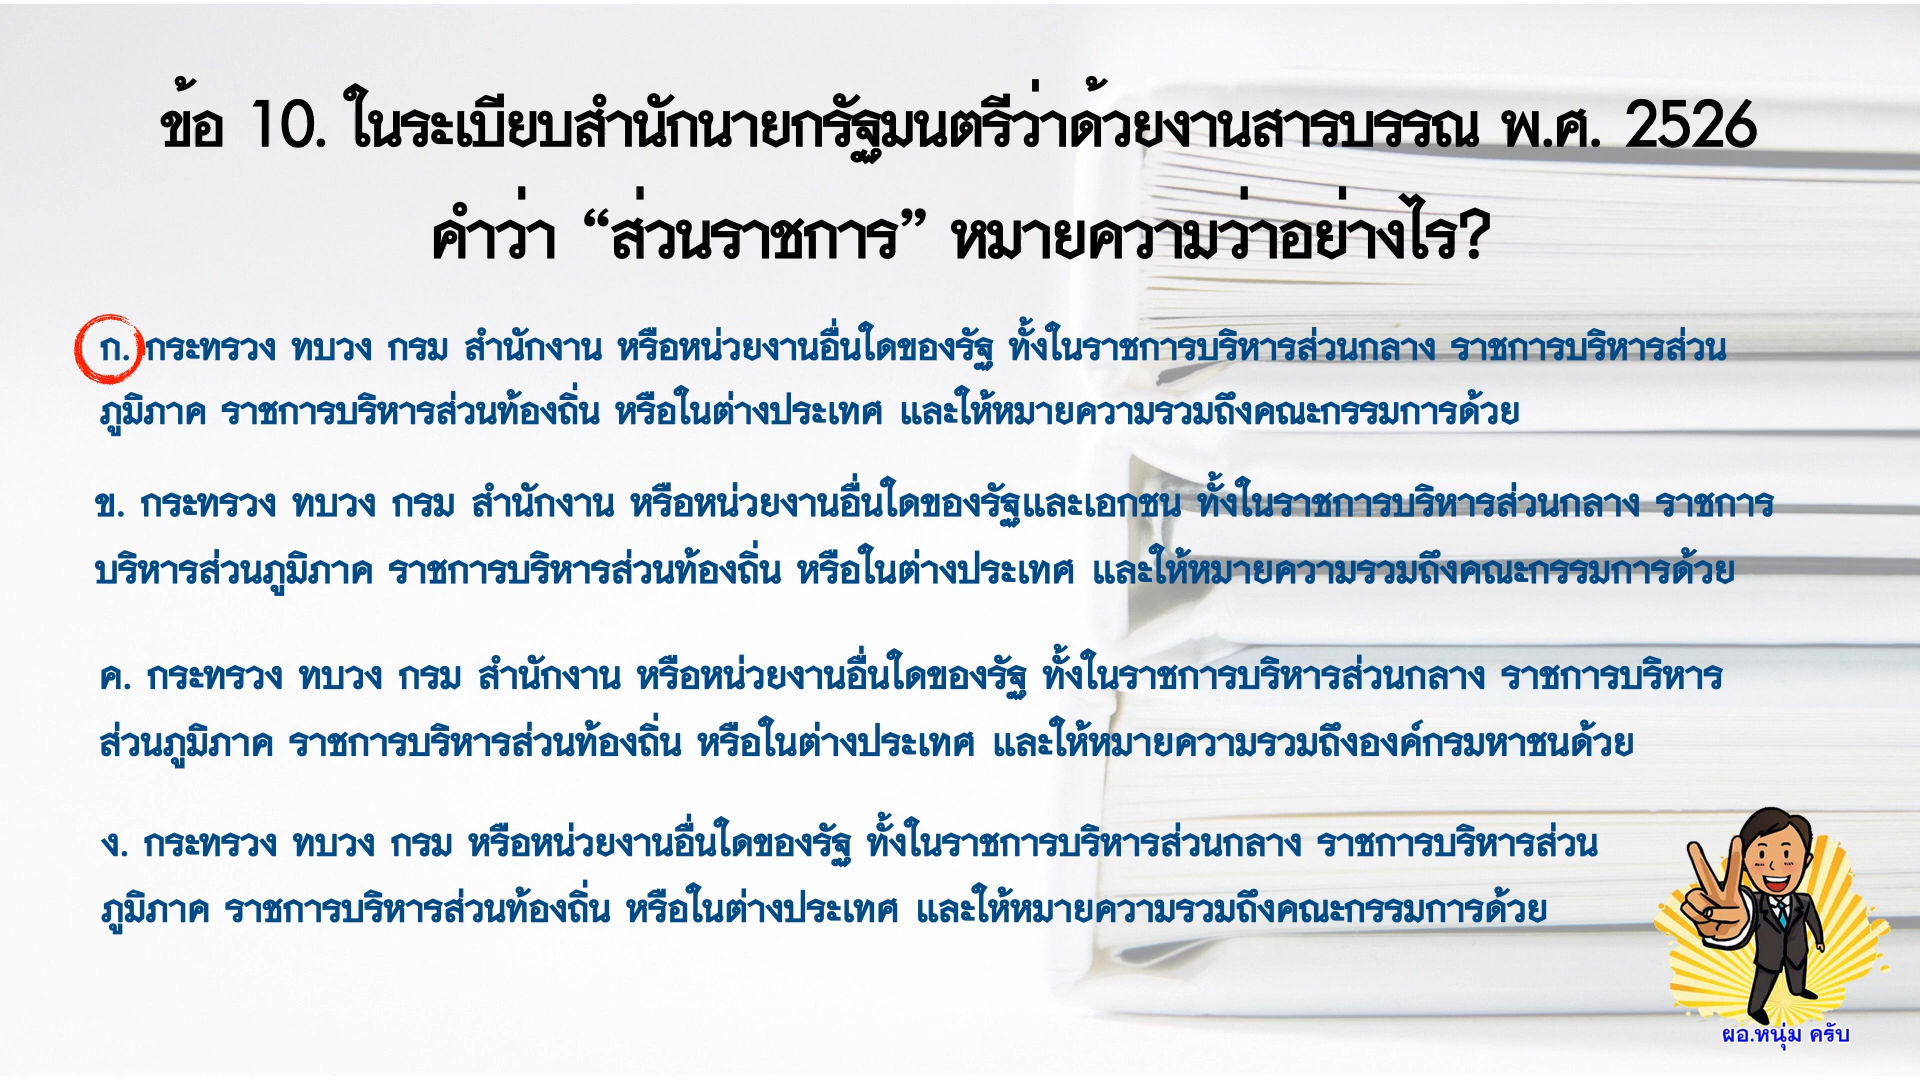 ข้อ 10. ในระเบียบสำนักนายกรัฐมนตรีว่าด้วยงานสารบรรณ พ.ศ. 2526
คำว่า “ส่วนราชการ” หมายความว่าอย่างไร?
ก. กระทรวง ทบวง กรม สำนักงาน หรือหน่วยงานอื่นใดของรัฐ ทั้งในราชการบริหารส่วนกลาง ราชการบริหารส่วน
ภูมิภาค ราชการบริหารส่วนท้องถิ่น หรือในต่างประเทศ และให้หมายความรวมถึงคณะกรรมการด้วย
ข. กระทรวง ทบวง กรม สำนักงาน หรือหน่วยงานอื่นใดของรัฐและเอกชน ทั้งในราชการบริหารส่วนกลาง ราชการ
บริหารส่วนภูมิภาค ราชการบริหารส่วนท้องถิ่น หรือในต่างประเทศ และให้หมายความรวมถึงคณะกรรมการด้วย
ค. กระทรวง ทบวง กรม สำนักงาน หรือหน่วยงานอื่นใดของรัฐ ทั้งในราชการบริหารส่วนกลาง ราชการบริหาร
ส่วนภูมิภาค ราชการบริหารส่วนท้องถิ่น หรือในต่างประเทศ และให้หมายความรวมถึงองค์กรมหาชนด้วย
ง. กระทรวง ทบวง กรม หรือหน่วยงานอื่นใดของรัฐ ทั้งในราชการบริหารส่วนกลาง ราชการบริหารส่วน
ภูมิภาค ราชการบริหารส่วนท้องถิ่น หรือในต่างประเทศ และให้หมายความรวมถึงคณะกรรมการด้วย
ผอ.หนุ่ม ครับ